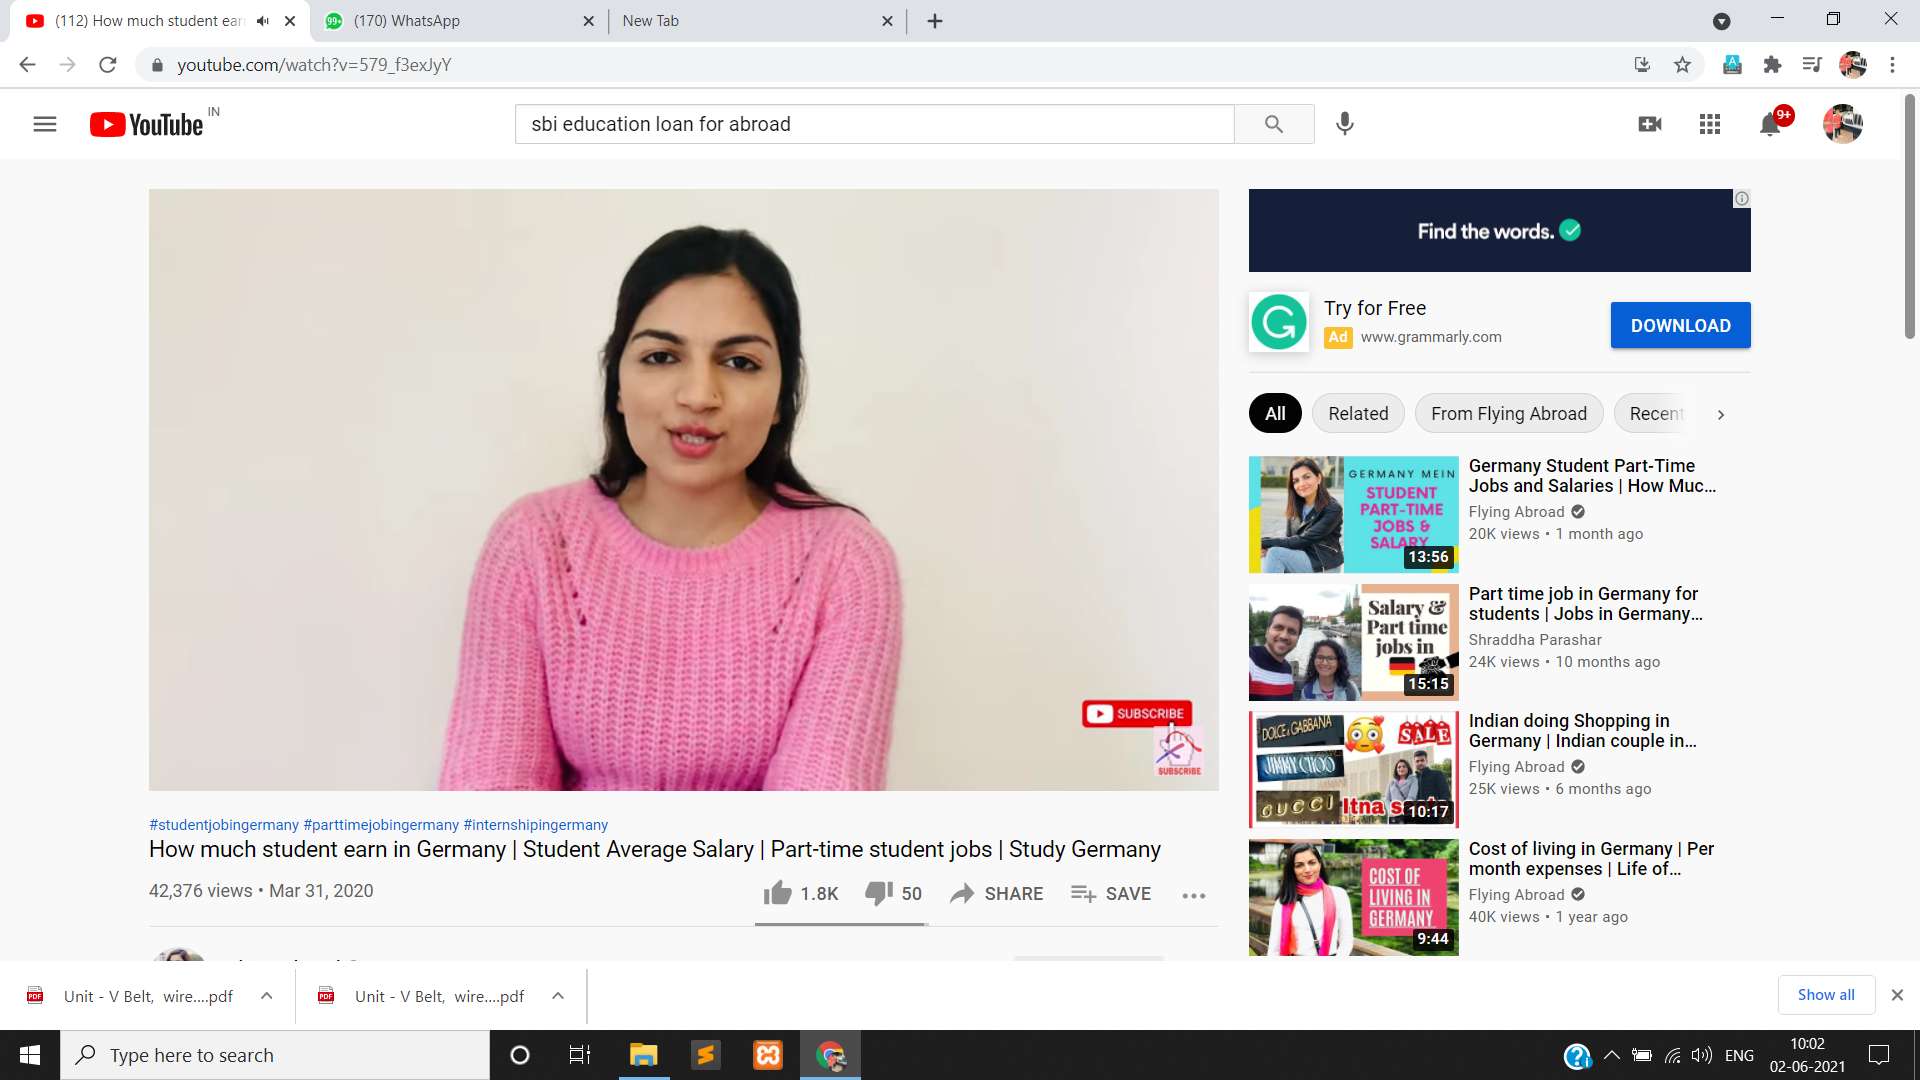 (112) How much student earn
99+
(170) WhatsApp
New Tab
youtube.com/watch?v=579_f3exJyY
YouTube
IN
sbi education loan for abroad
9+
SUBSCRIBE
SUBSCRIBE
#studentjobingermany #parttimejobingermany #internshipingermany
How much student earn in Germany | Student Average Salary | Part-time student jobs | Study Germany
42,376 views • Mar 31, 2020
1.8K
50
SHARE
SAVE
Find the words.
Try for Free
Ad www.grammarly.com
DOWNLOAD
All
Related
From Flying Abroad
Recent
GERMANY MEIN
STUDENT
PART-TIME
JOBS &
SALARY
13:56
Germany Student Part-Time
Jobs and Salaries | How Muc...
Flying Abroad
20K views • 1 month ago
Salary &
Part time
jobs in
15:15
Part time job in Germany for
students | Jobs in Germany...
Shraddha Parashar
24K views • 10 months ago
DOLCE & GABBANA
SALE
JIMMY CHOO
GUCCI
Itna
10:17
Indian doing Shopping in
Germany | Indian couple in...
Flying Abroad
25K views • 6 months ago
COST OF
LIVING IN
GERMANY
9:44
Cost of living in Germany | Per
month expenses | Life of...
Flying Abroad
40K views • 1 year ago
PDF
Unit - V Belt, wire....pdf
PDF
Unit - V Belt, wire....pdf
Show all
Type here to search
ENG
10:02
02-06-2021